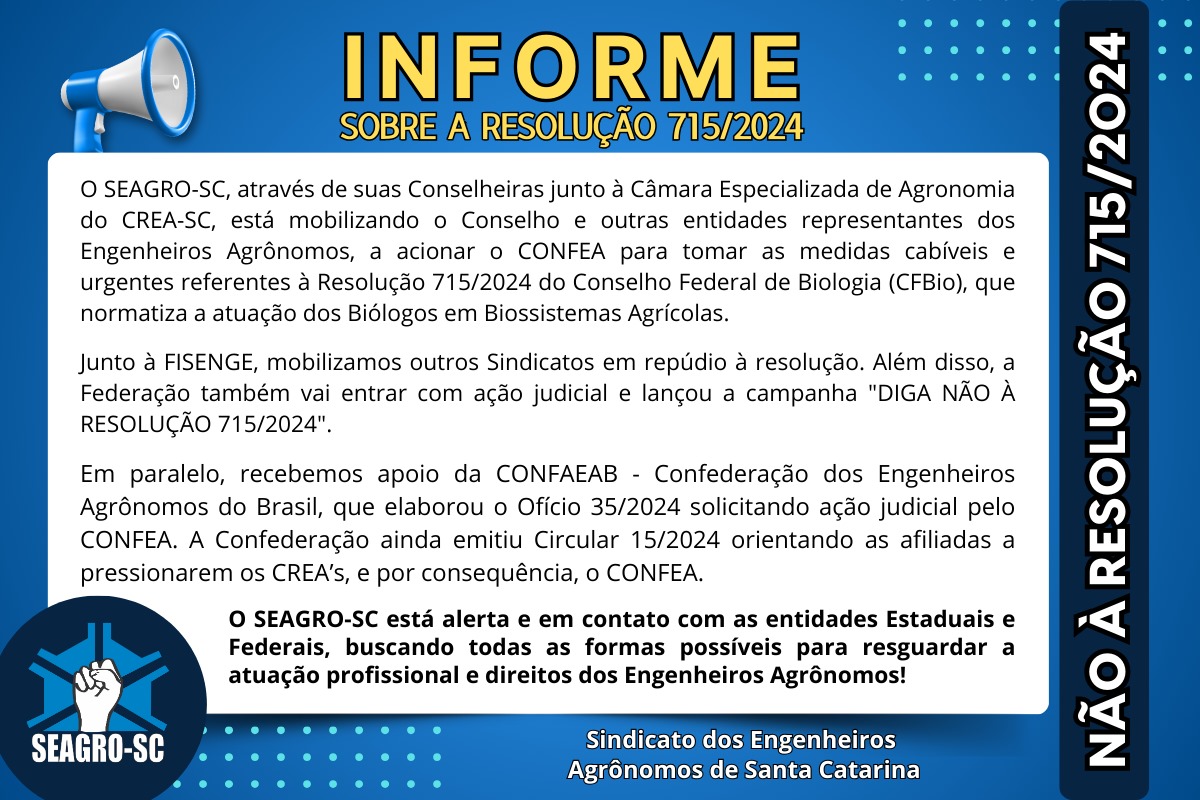 INFORME
SOBRE A RESOLUÇÃO 715/2024
O SEAGRO-SC, através de suas Conselheiras junto à Câmara Especializada de Agronomia
do CREA-SC, está mobilizando o Conselho e outras entidades representantes dos
Engenheiros Agrônomos, a acionar o CONFEA para tomar as medidas cabíveis e
urgentes referentes à Resolução 715/2024 do Conselho Federal de Biologia (CFBio), que
normatiza a atuação dos Biólogos em Biossistemas Agrícolas.
Junto à FISENGE, mobilizamos outros Sindicatos em repúdio à resolução. Além disso, a
Federação também vai entrar com ação judicial e lançou a campanha "DIGA NÃO À
RESOLUÇÃO 715/2024".
Em paralelo, recebemos apoio da CONFAEAB - Confederação dos Engenheiros
Agrônomos do Brasil, que elaborou o Ofício 35/2024 solicitando ação judicial pelo
CONFEA. A Confederação ainda emitiu Circular 15/2024 orientando as afiliadas a
pressionarem os CREA’s, e por consequência, o CONFEA.
O SEAGRO-SC está alerta e em contato com as entidades Estaduais e
Federais, buscando todas as formas possíveis para resguardar a
atuação profissional e direitos dos Engenheiros Agrônomos!
SEAGRO-SC
Sindicato dos Engenheiros
Agrônomos de Santa Catarina
NÃO À RESOLUÇÃO 715/2024